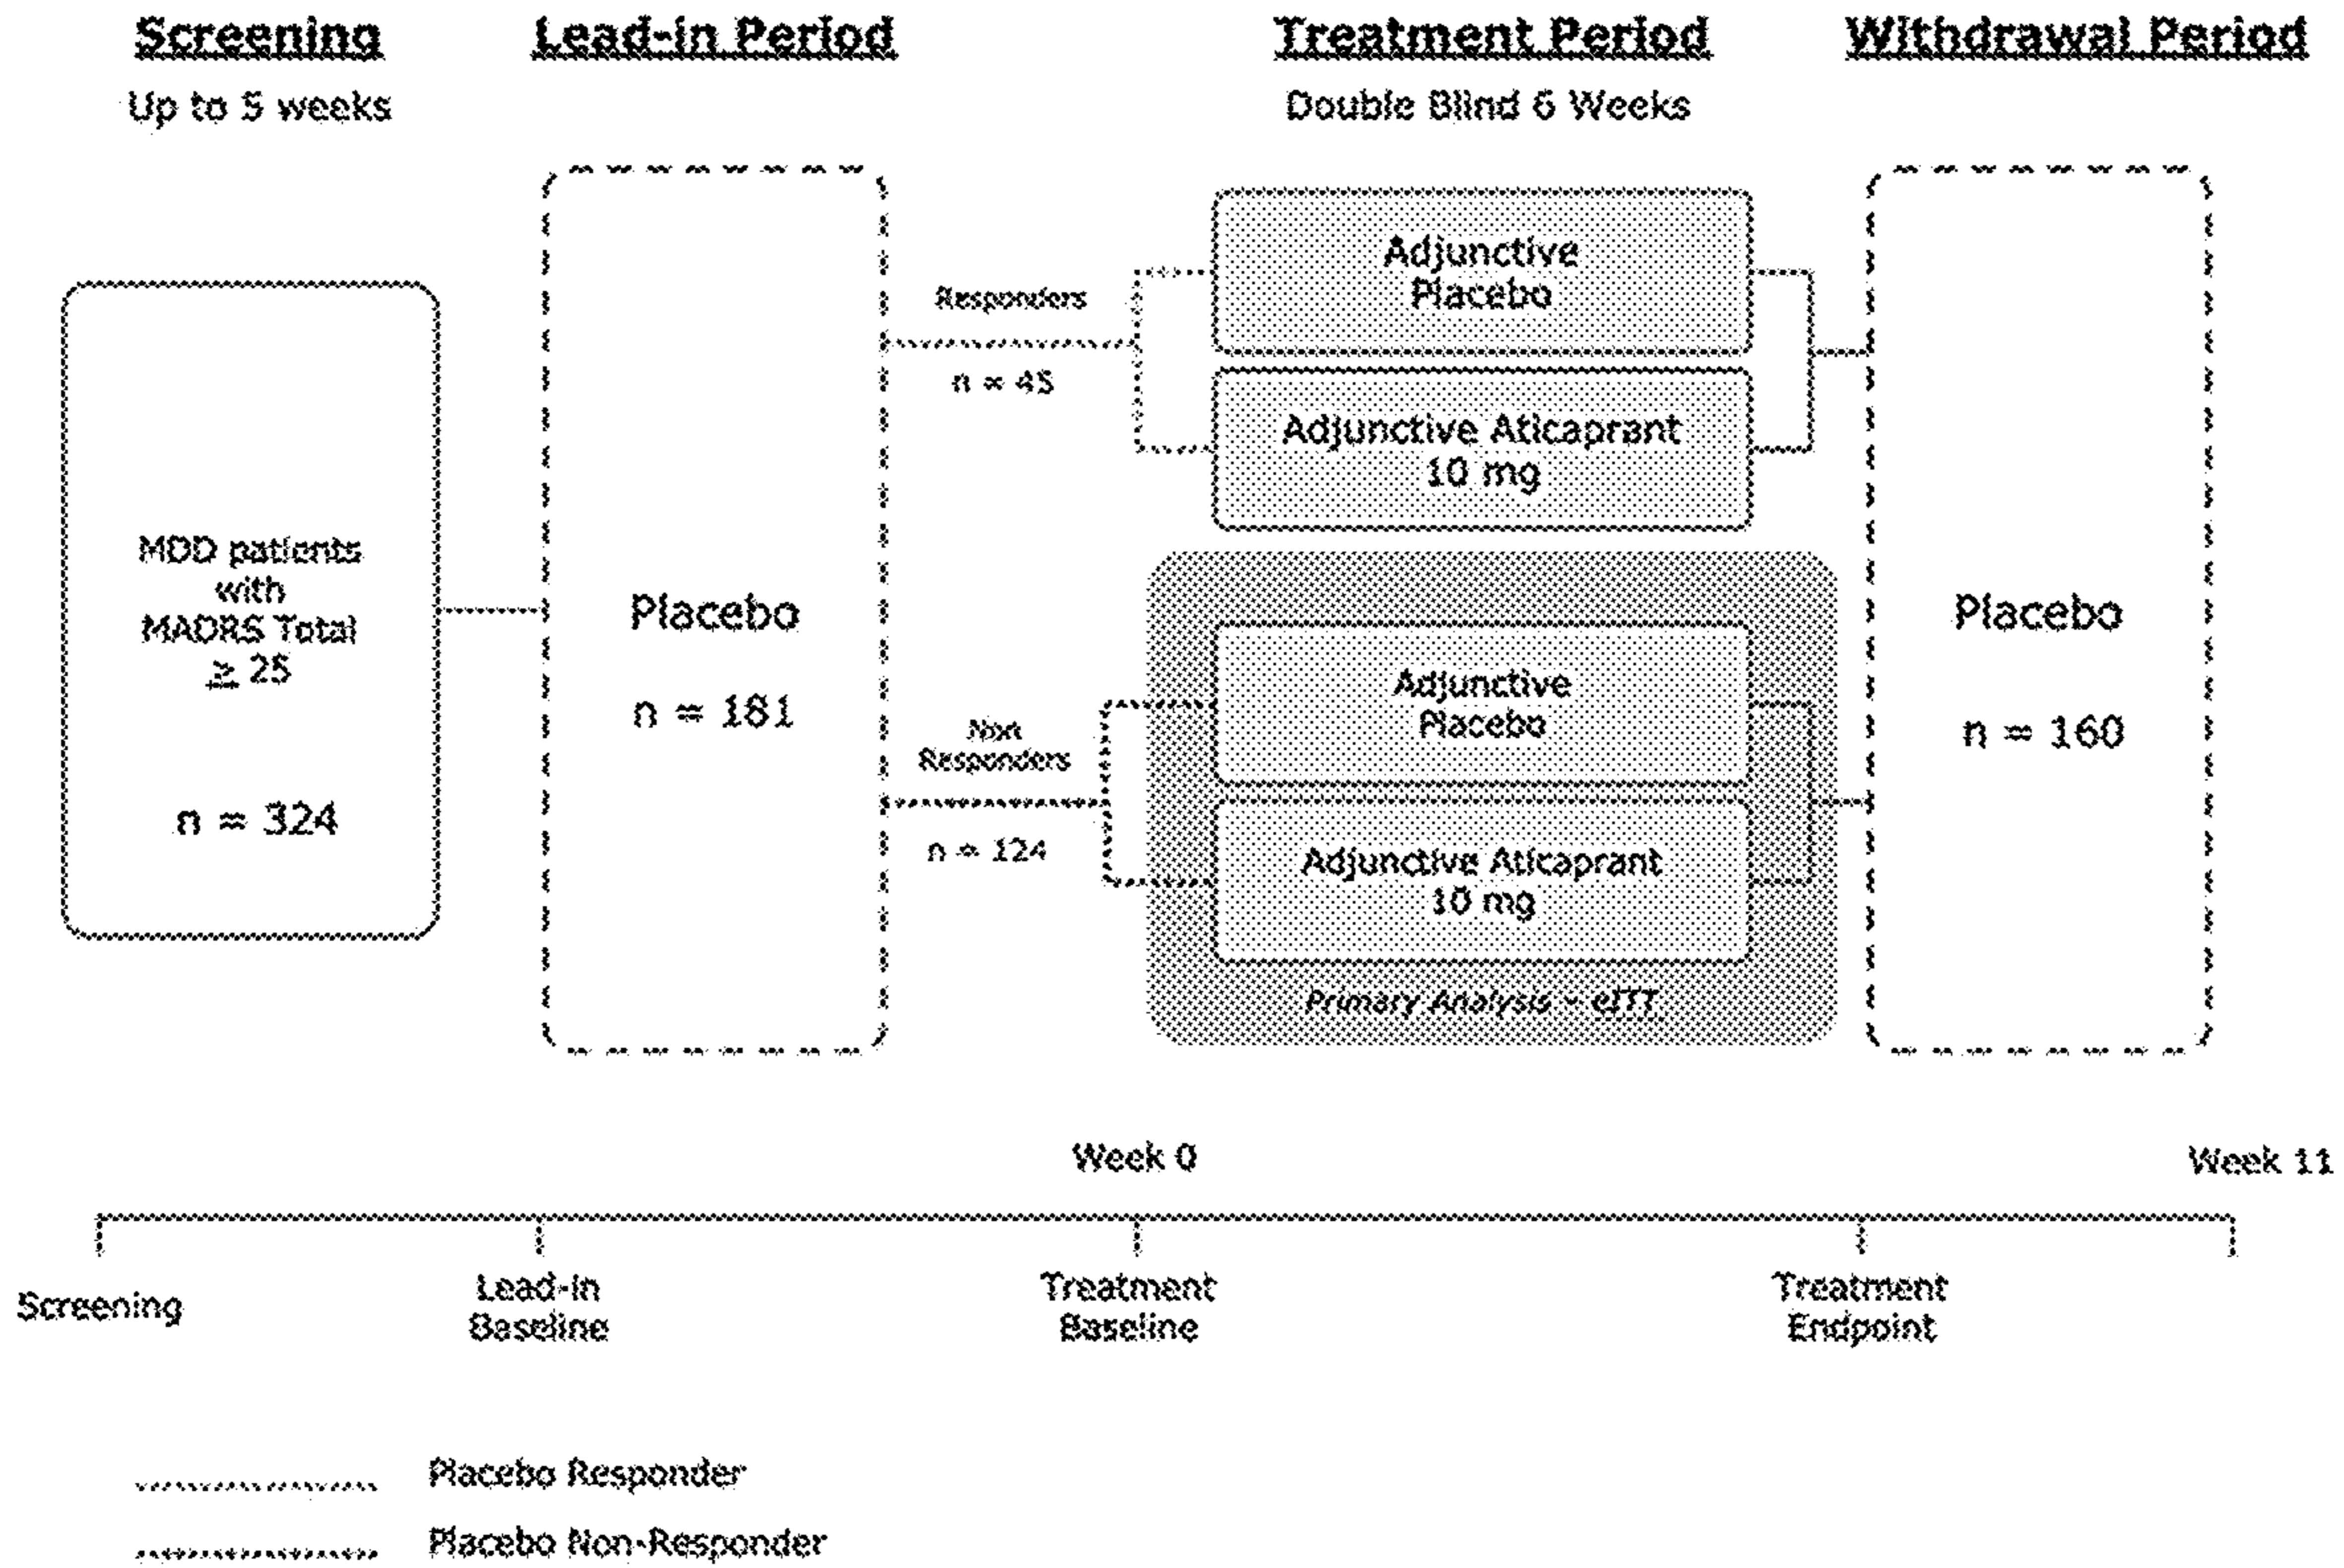 Screening
Up to 5 weeks
Lead-in Period
Treatment Period
Double Blind 6 Weeks
Withdrawal Period
MDD patients
with
MADRS Total
≥ 25
n = 324
Placebo
n = 181
Responders
n = 45
Non
Responders
n = 124
Adjunctive
Placebo
Adjunctive Aticaprant
10 mg
Adjunctive
Placebo
Adjunctive Aticaprant
10 mg
Primary Analysis - eITT
Placebo
n = 160
Week 0
Week 11
Screening
Lead-in
Baseline
Treatment
Baseline
Treatment
Endpoint
Placebo Responder
Placebo Non-Responder